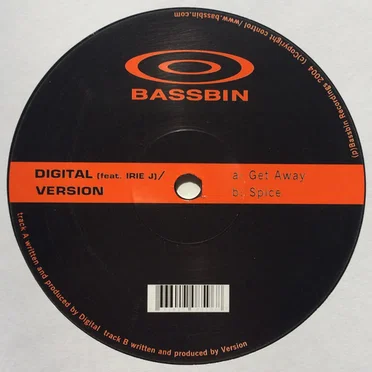 BASSBIN
DIGITAL (feat. IRIE J)/
VERSION
a. Get Away
b. Spice
track A written and produced by Digital track B written and produced by Version
(p)Bassbin Recordings 2004 (c)Copyright control /www.bassbin.com